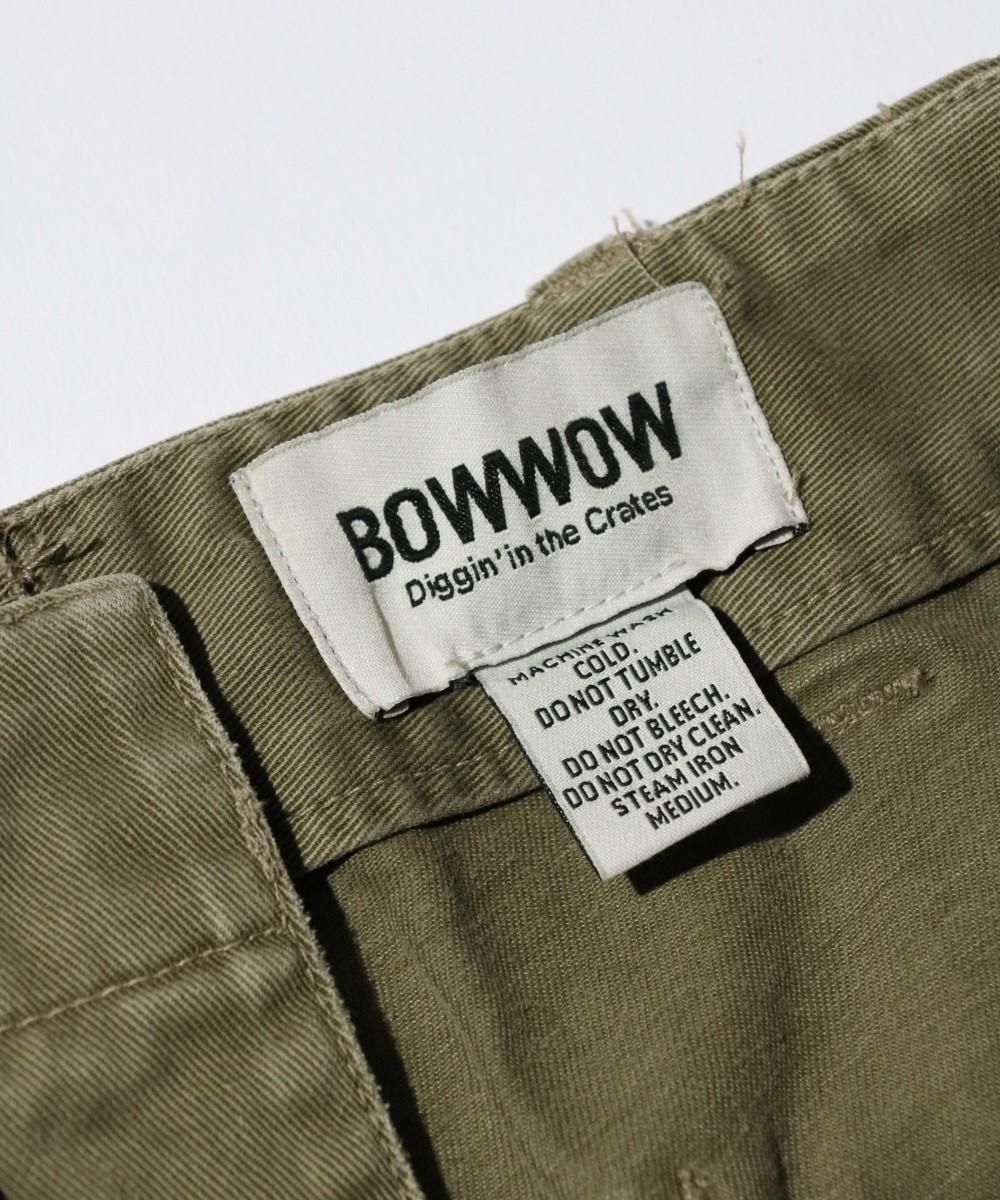 BOWWOW
Diggin' in the Crates
MACHINE WASH
COLD.
DO NOT TUMBLE
DRY.
DO NOT BLEECH.
DO NOT DRY CLEAN.
STEAM IRON
MEDIUM.